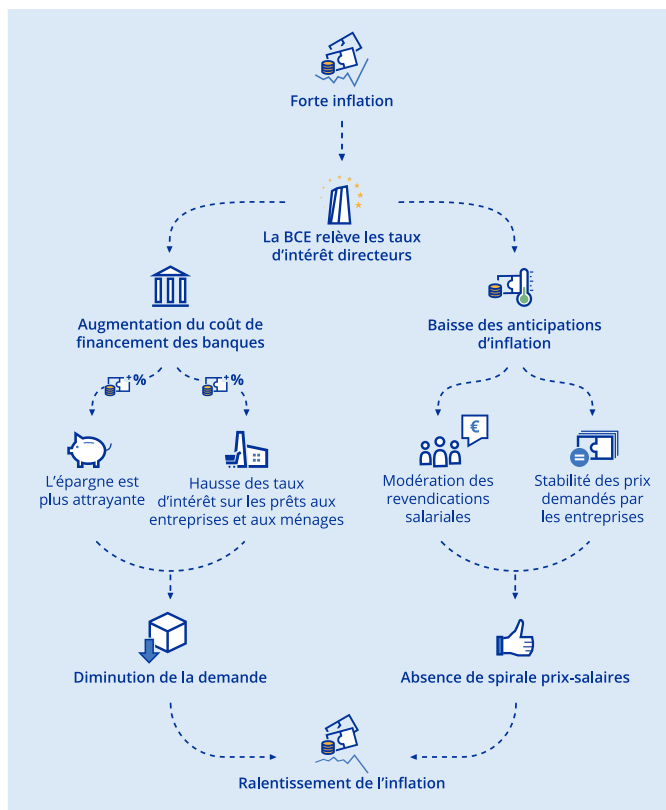 Forte inflation
La BCE relève les taux
d’intérêt directeurs
Augmentation du coût de
financement des banques
Baisse des anticipations
d’inflation
+%
+%
€
L’épargne est
plus attrayante
Hausse des taux
d’intérêt sur les prêts aux
entreprises et aux ménages
Modération des
revendications
salariales
=
Stabilité des prix
demandés par
les entreprises
Diminution de la demande
Absence de spirale prix-salaires
Ralentissement de l’inflation